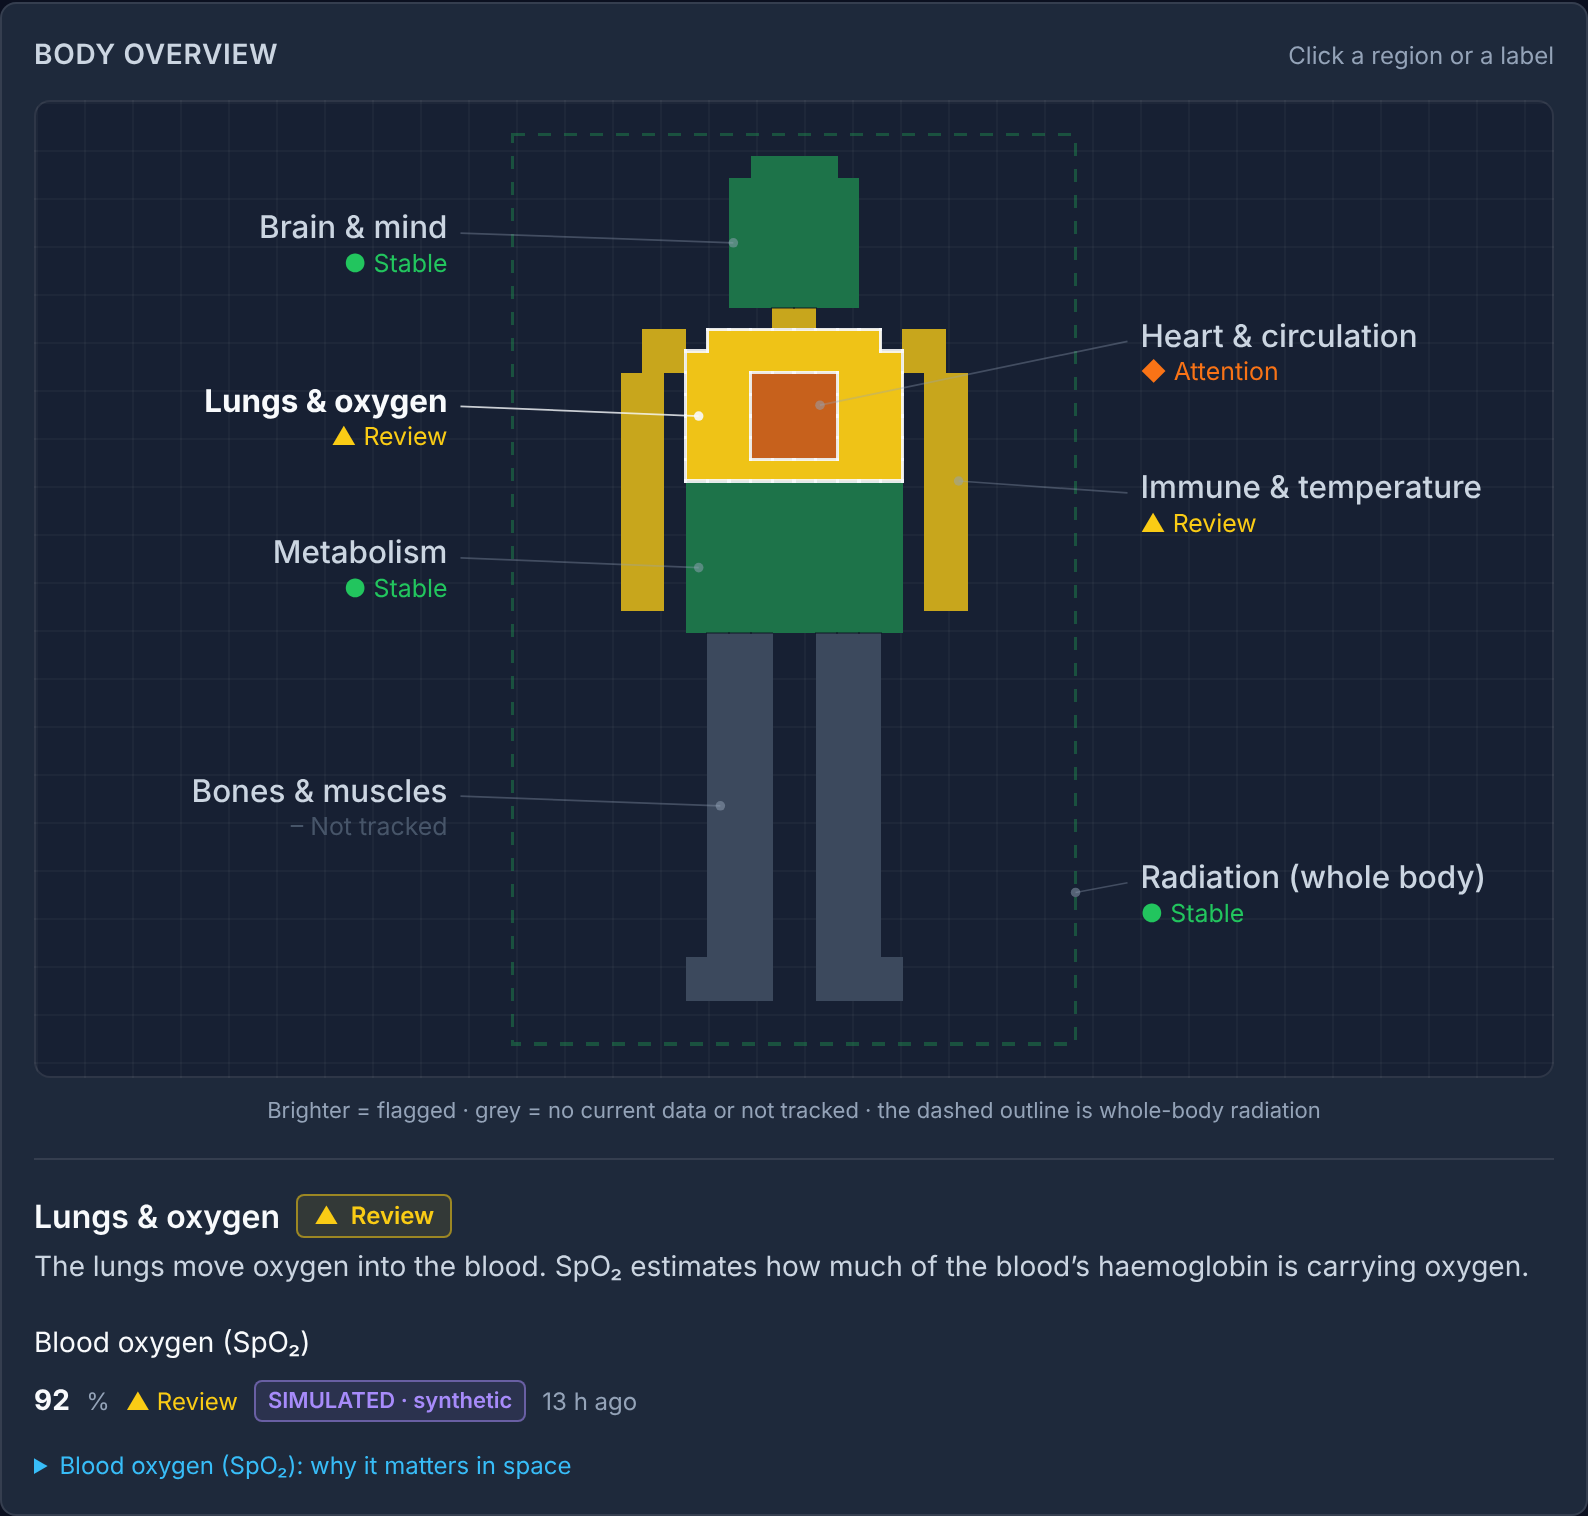 BODY OVERVIEW
Click a region or a label
Brain & mind
Stable
Heart & circulation
Attention
Lungs & oxygen
Review
Immune & temperature
Review
Metabolism
Stable
Bones & muscles
– Not tracked
Radiation (whole body)
Stable
Brighter = flagged · grey = no current data or not tracked · the dashed outline is whole-body radiation
Lungs & oxygen Review
The lungs move oxygen into the blood. SpO₂ estimates how much of the blood’s haemoglobin is carrying oxygen.
Blood oxygen (SpO₂)
92 % Review SIMULATED · synthetic 13 h ago
Blood oxygen (SpO₂): why it matters in space